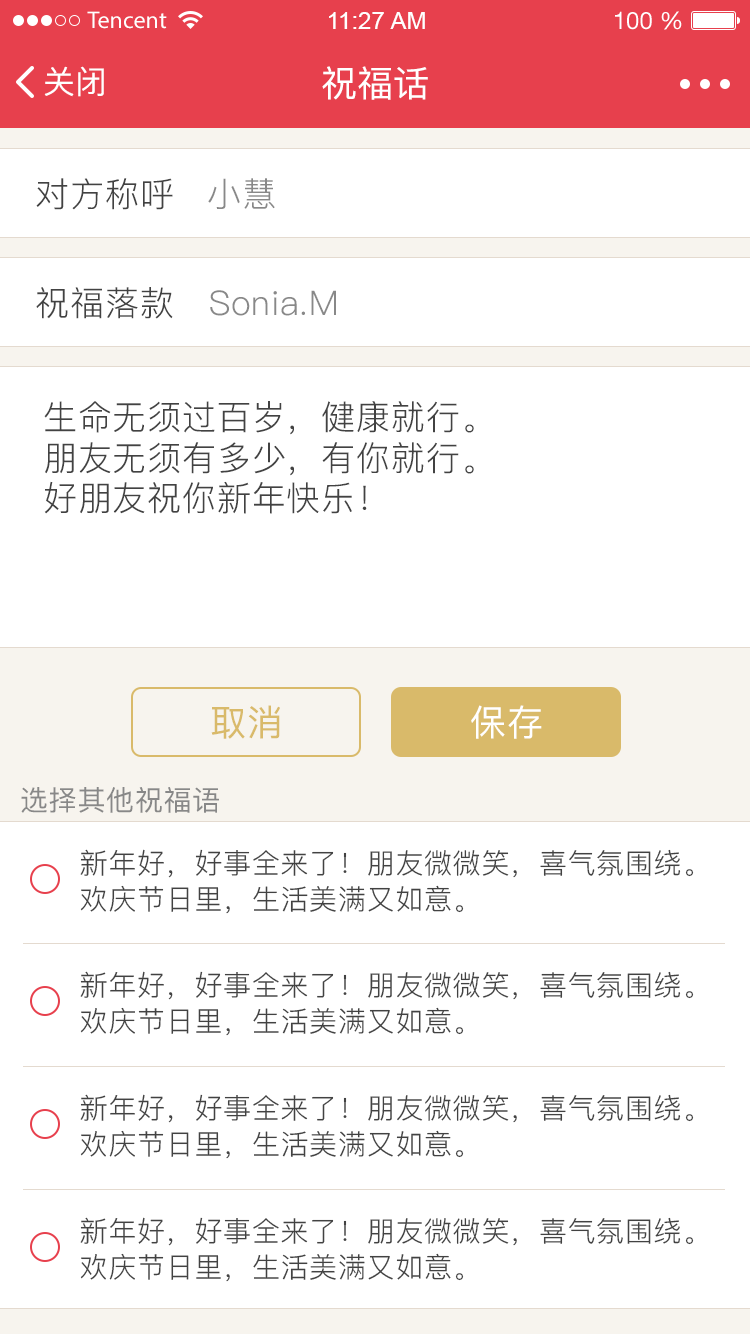 Tencent 11:27 AM 100 %
关闭 祝福话
对方称呼 小慧
祝福落款 Sonia.M
生命无须过百岁，健康就行。
朋友无须有多少，有你就行。
好朋友祝你新年快乐！
取消 保存
选择其他祝福语
新年好，好事全来了！朋友微微笑，喜气氛围绕。
欢庆节日里，生活美满又如意。
新年好，好事全来了！朋友微微笑，喜气氛围绕。
欢庆节日里，生活美满又如意。
新年好，好事全来了！朋友微微笑，喜气氛围绕。
欢庆节日里，生活美满又如意。
新年好，好事全来了！朋友微微笑，喜气氛围绕。
欢庆节日里，生活美满又如意。